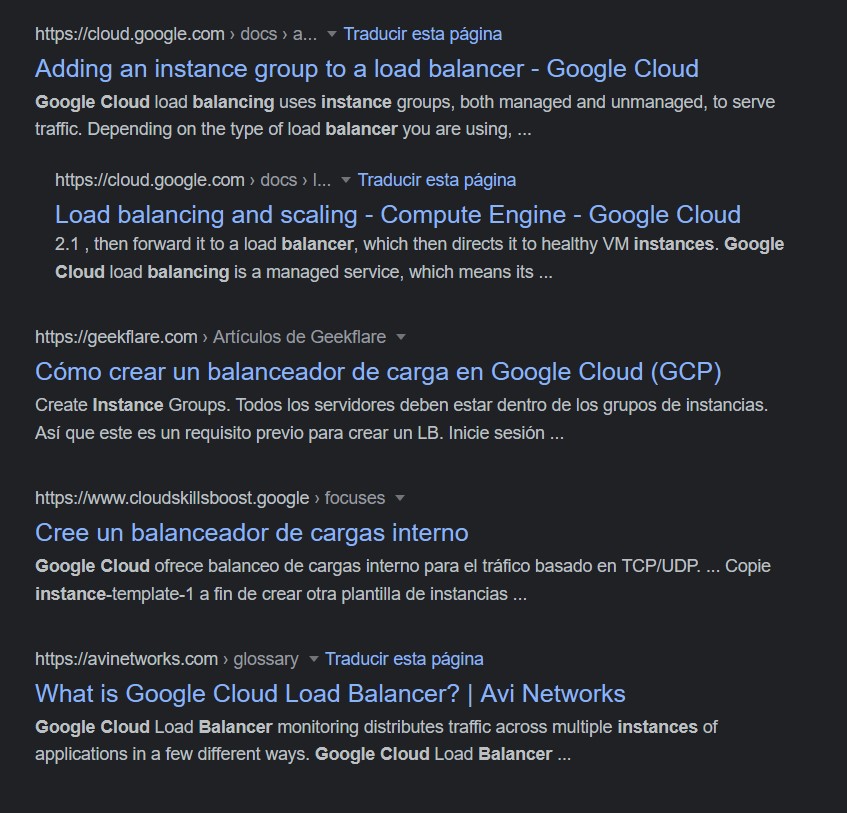 https://cloud.google.com › docs › a... Traducir esta página
Adding an instance group to a load balancer - Google Cloud
Google Cloud load balancing uses instance groups, both managed and unmanaged, to serve
traffic. Depending on the type of load balancer you are using, ...
https://cloud.google.com › docs › l... Traducir esta página
Load balancing and scaling - Compute Engine - Google Cloud
2.1 , then forward it to a load balancer, which then directs it to healthy VM instances. Google
Cloud load balancing is a managed service, which means its ...
https://geekflare.com › Artículos de Geekflare
Cómo crear un balanceador de carga en Google Cloud (GCP)
Create Instance Groups. Todos los servidores deben estar dentro de los grupos de instancias.
Así que este es un requisito previo para crear un LB. Inicie sesión ...
https://www.cloudskillsboost.google › focuses
Cree un balanceador de cargas interno
Google Cloud ofrece balanceo de cargas interno para el tráfico basado en TCP/UDP. ... Copie
instance-template-1 a fin de crear otra plantilla de instancias ...
https://avinetworks.com › glossary Traducir esta página
What is Google Cloud Load Balancer? | Avi Networks
Google Cloud Load Balancer monitoring distributes traffic across multiple instances of
applications in a few different ways. Google Cloud Load Balancer ...